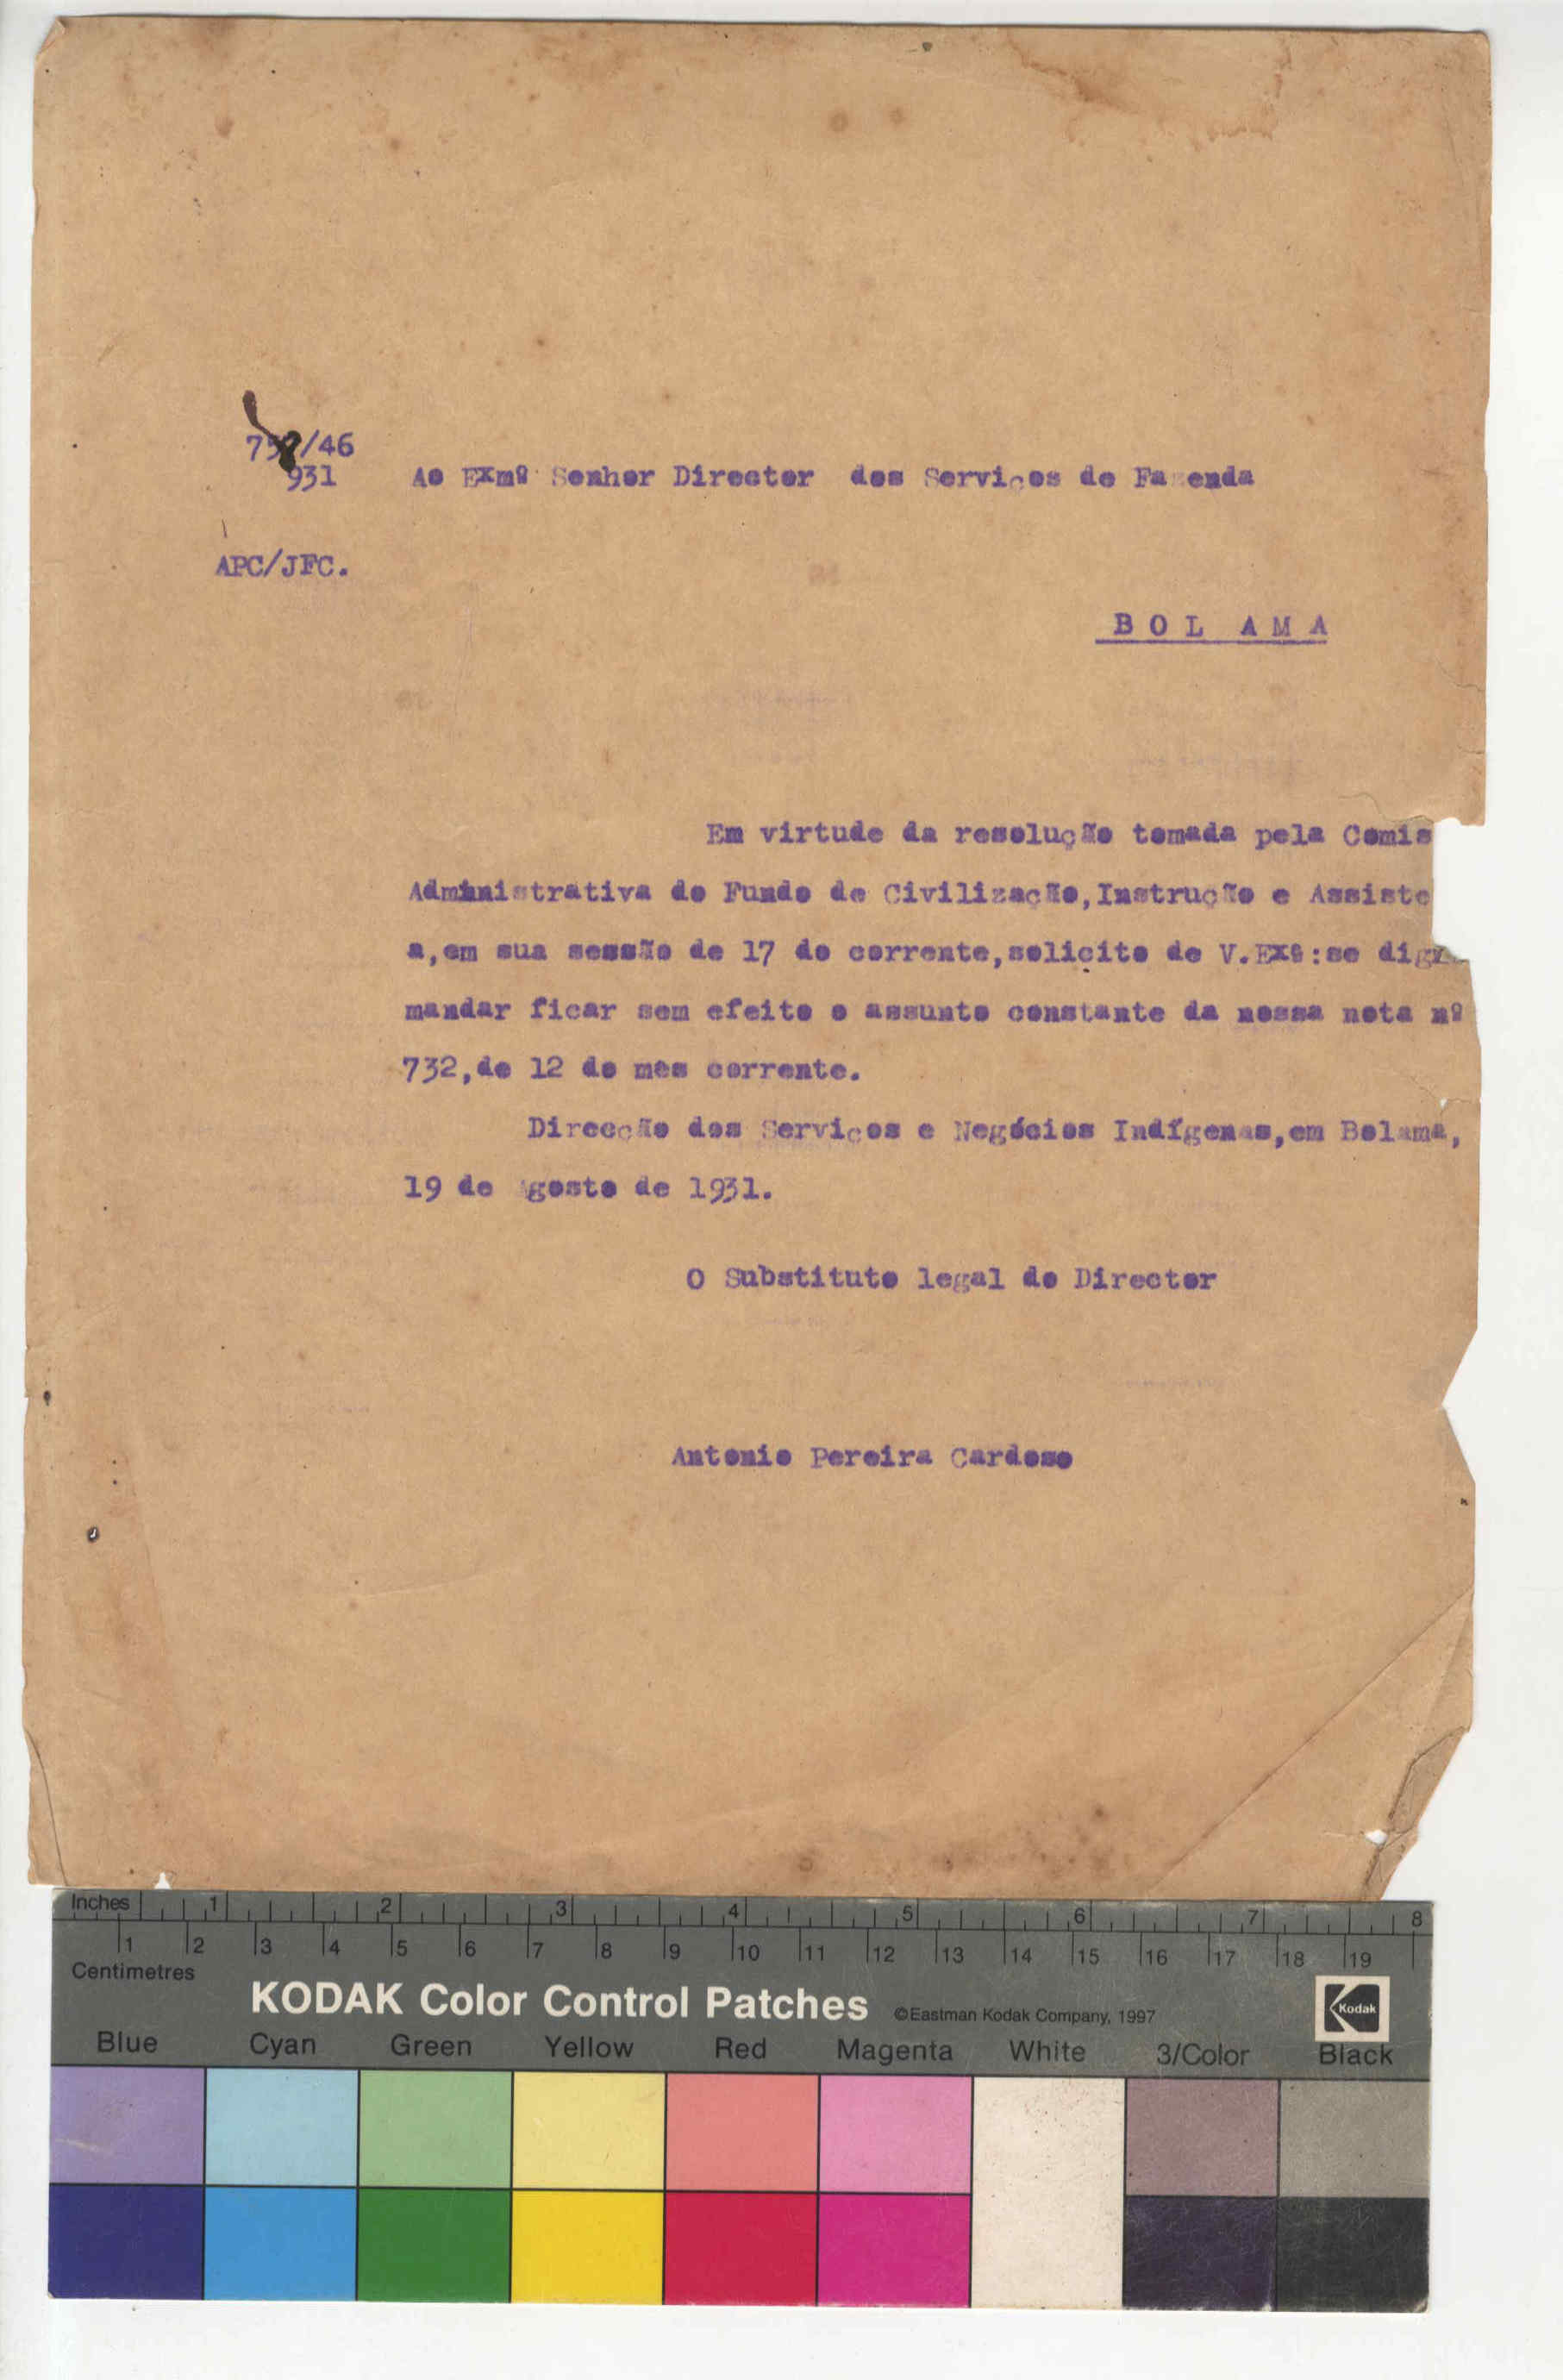 /46
931
Ao EXmº Senhor Director dos Serviços de Fazenda
APC/JFC.
B O L A M A
Em virtude da resolução tomada pela Comis
Administrativa do Fundo de Civilização,Instrução e Assiste
a,em sua sessão de 17 do corrente,solicito de V.EXª:se dign
mandar ficar sem efeito o assunto constante da nossa nota nº
732,de 12 do mes corrente.
Direcção dos Serviços e Negócios Indígenas,em Bolama,
19 de Agosto de 1931.
O Substituto legal do Director
Antonio Pereira Cardoso
Inches 1 2 3 4 5 6 7 8
1 2 3 4 5 6 7 8 9 10 11 12 13 14 15 16 17 18 19
Centimetres
KODAK Color Control Patches ©Eastman Kodak Company, 1997 Kodak
Blue Cyan Green Yellow Red Magenta White 3/Color Black